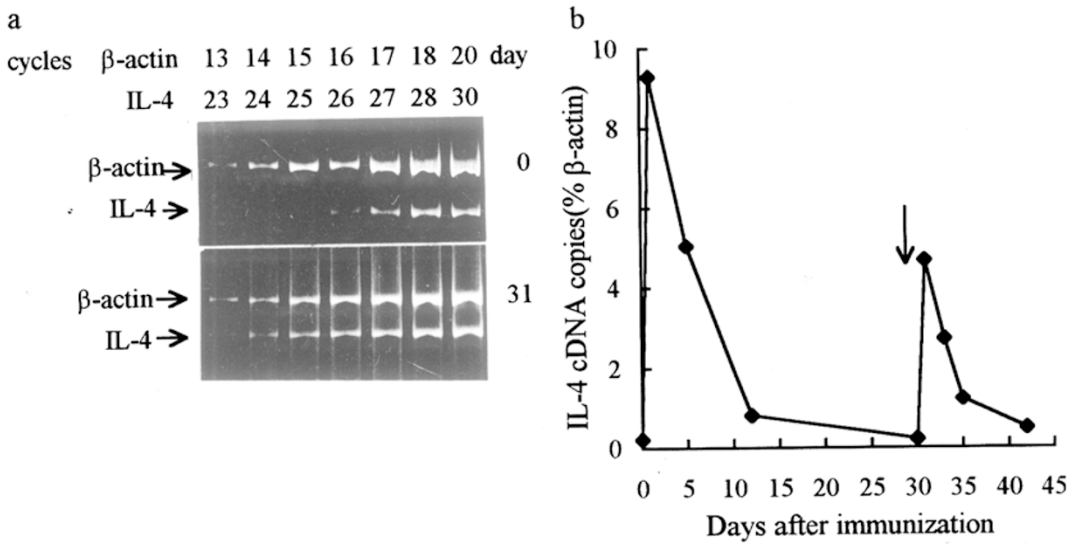 a
cycles β-actin 13 14 15 16 17 18 20 day
IL-4 23 24 25 26 27 28 30
β-actin
0
IL-4
β-actin
31
IL-4
b
IL-4 cDNA copies(% β-actin)
10
8
6
4
2
0
0 5 10 15 20 25 30 35 40 45
Days after immunization